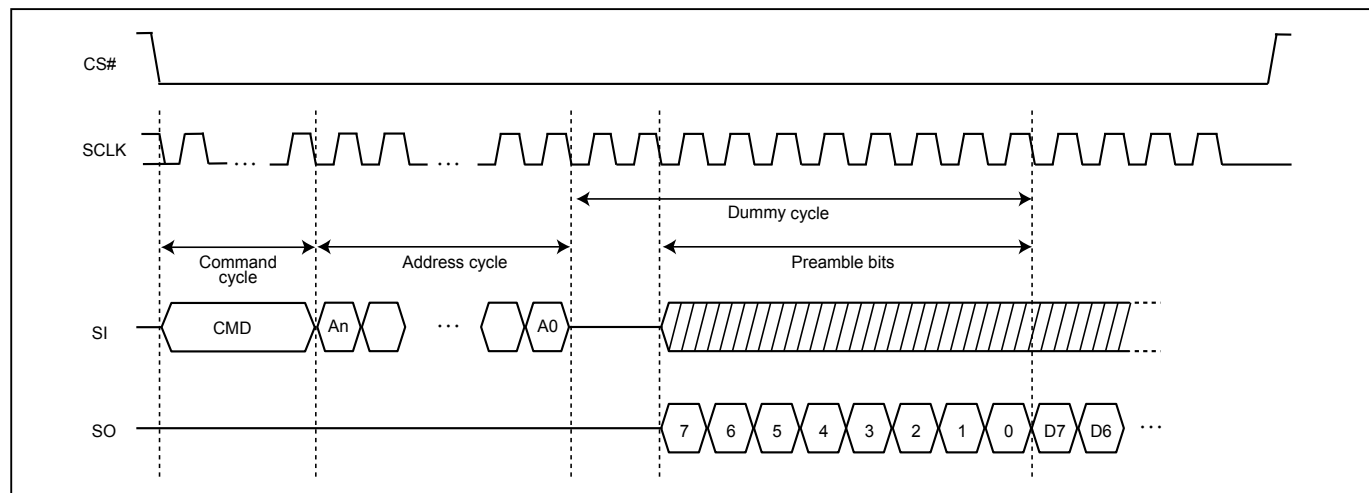 CS#
SCLK
... ...
Dummy cycle
Command cycle
Address cycle
Preamble bits
SI
CMD
An
...
A0
SO
7 6 5 4 3 2 1 0 D7 D6 ...